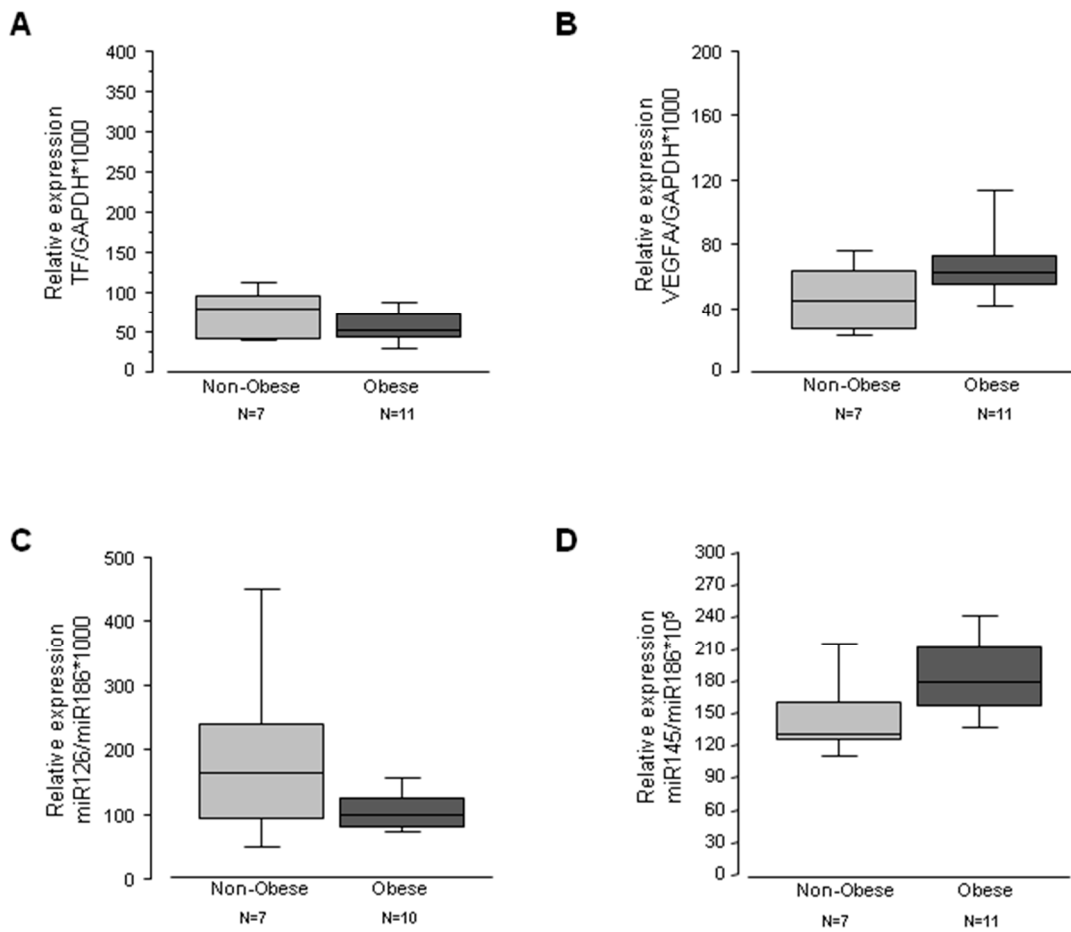 A
Relative expression
TF/GAPDH*1000
400
350
300
250
200
150
100
50
0
Non-Obese
Obese
N=7
N=11
B
Relative expression
VEGFA/GAPDH*1000
200
160
120
80
40
0
Non-Obese
Obese
N=7
N=11
C
Relative expression
miR126/miR186*1000
500
400
300
200
100
0
Non-Obese
Obese
N=7
N=10
D
Relative expression
miR145/miR186*10⁵
300
270
240
210
180
150
120
90
60
30
0
Non-Obese
Obese
N=7
N=11